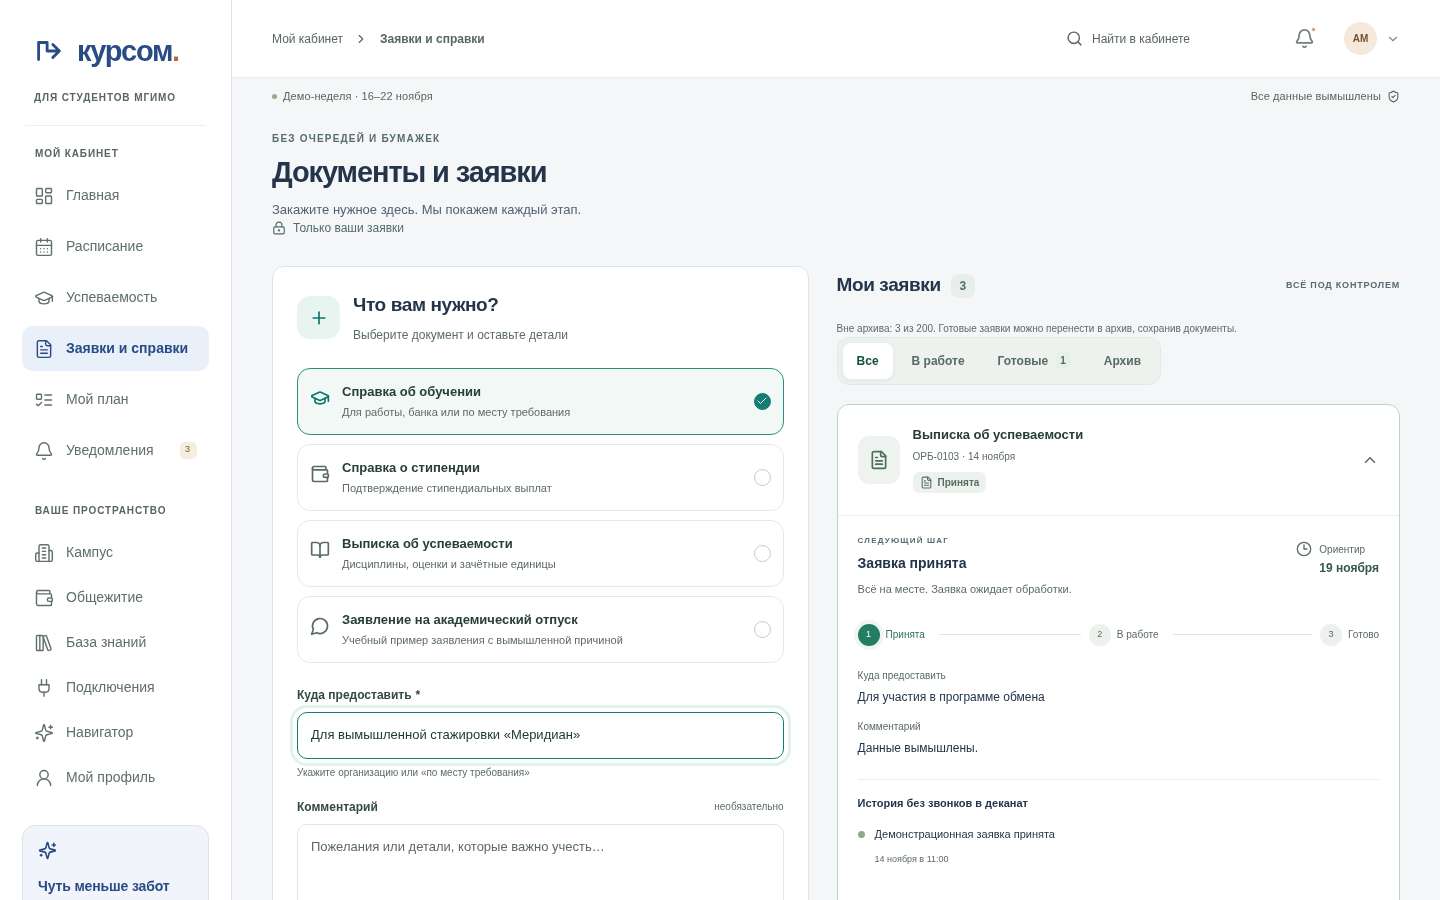 курсом.
ДЛЯ СТУДЕНТОВ МГИМО
МОЙ КАБИНЕТ
Главная
Расписание
Успеваемость
Заявки и справки
Мой план
Уведомления 3
ВАШЕ ПРОСТРАНСТВО
Кампус
Общежитие
База знаний
Подключения
Навигатор
Мой профиль
Чуть меньше забот
Мой кабинет
Заявки и справки
Найти в кабинете
АМ
Демо-неделя · 16–22 ноября
Все данные вымышлены
БЕЗ ОЧЕРЕДЕЙ И БУМАЖЕК
Документы и заявки
Закажите нужное здесь. Мы покажем каждый этап.
Только ваши заявки
Что вам нужно?
Выберите документ и оставьте детали
Справка об обучении
Для работы, банка или по месту требования
Справка о стипендии
Подтверждение стипендиальных выплат
Выписка об успеваемости
Дисциплины, оценки и зачётные единицы
Заявление на академический отпуск
Учебный пример заявления с вымышленной причиной
Куда предоставить *
Для вымышленной стажировки «Меридиан»
Укажите организацию или «по месту требования»
Комментарий
необязательно
Пожелания или детали, которые важно учесть…
Мои заявки 3
ВСЁ ПОД КОНТРОЛЕМ
Вне архива: 3 из 200. Готовые заявки можно перенести в архив, сохранив документы.
Все
В работе
Готовые 1
Архив
Выписка об успеваемости
ОРБ-0103 · 14 ноября
Принята
СЛЕДУЮЩИЙ ШАГ
Заявка принята
Всё на месте. Заявка ожидает обработки.
Ориентир
19 ноября
1 Принята
2 В работе
3 Готово
Куда предоставить
Для участия в программе обмена
Комментарий
Данные вымышлены.
История без звонков в деканат
Демонстрационная заявка принята
14 ноября в 11:00